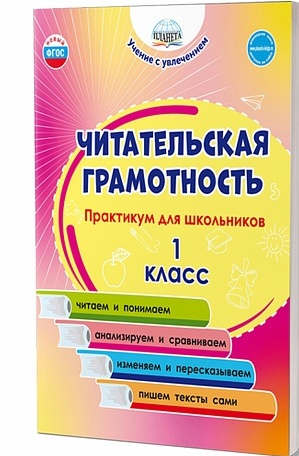 ПЛАНЕТА
Учение с увлечением
НОВЫЙ
ФГОС
ЧИТАТЕЛЬСКАЯ
ГРАМОТНОСТЬ
Практикум для школьников
1
класс
читаем и понимаем
анализируем и сравниваем
изменяем и пересказываем
пишем тексты сами